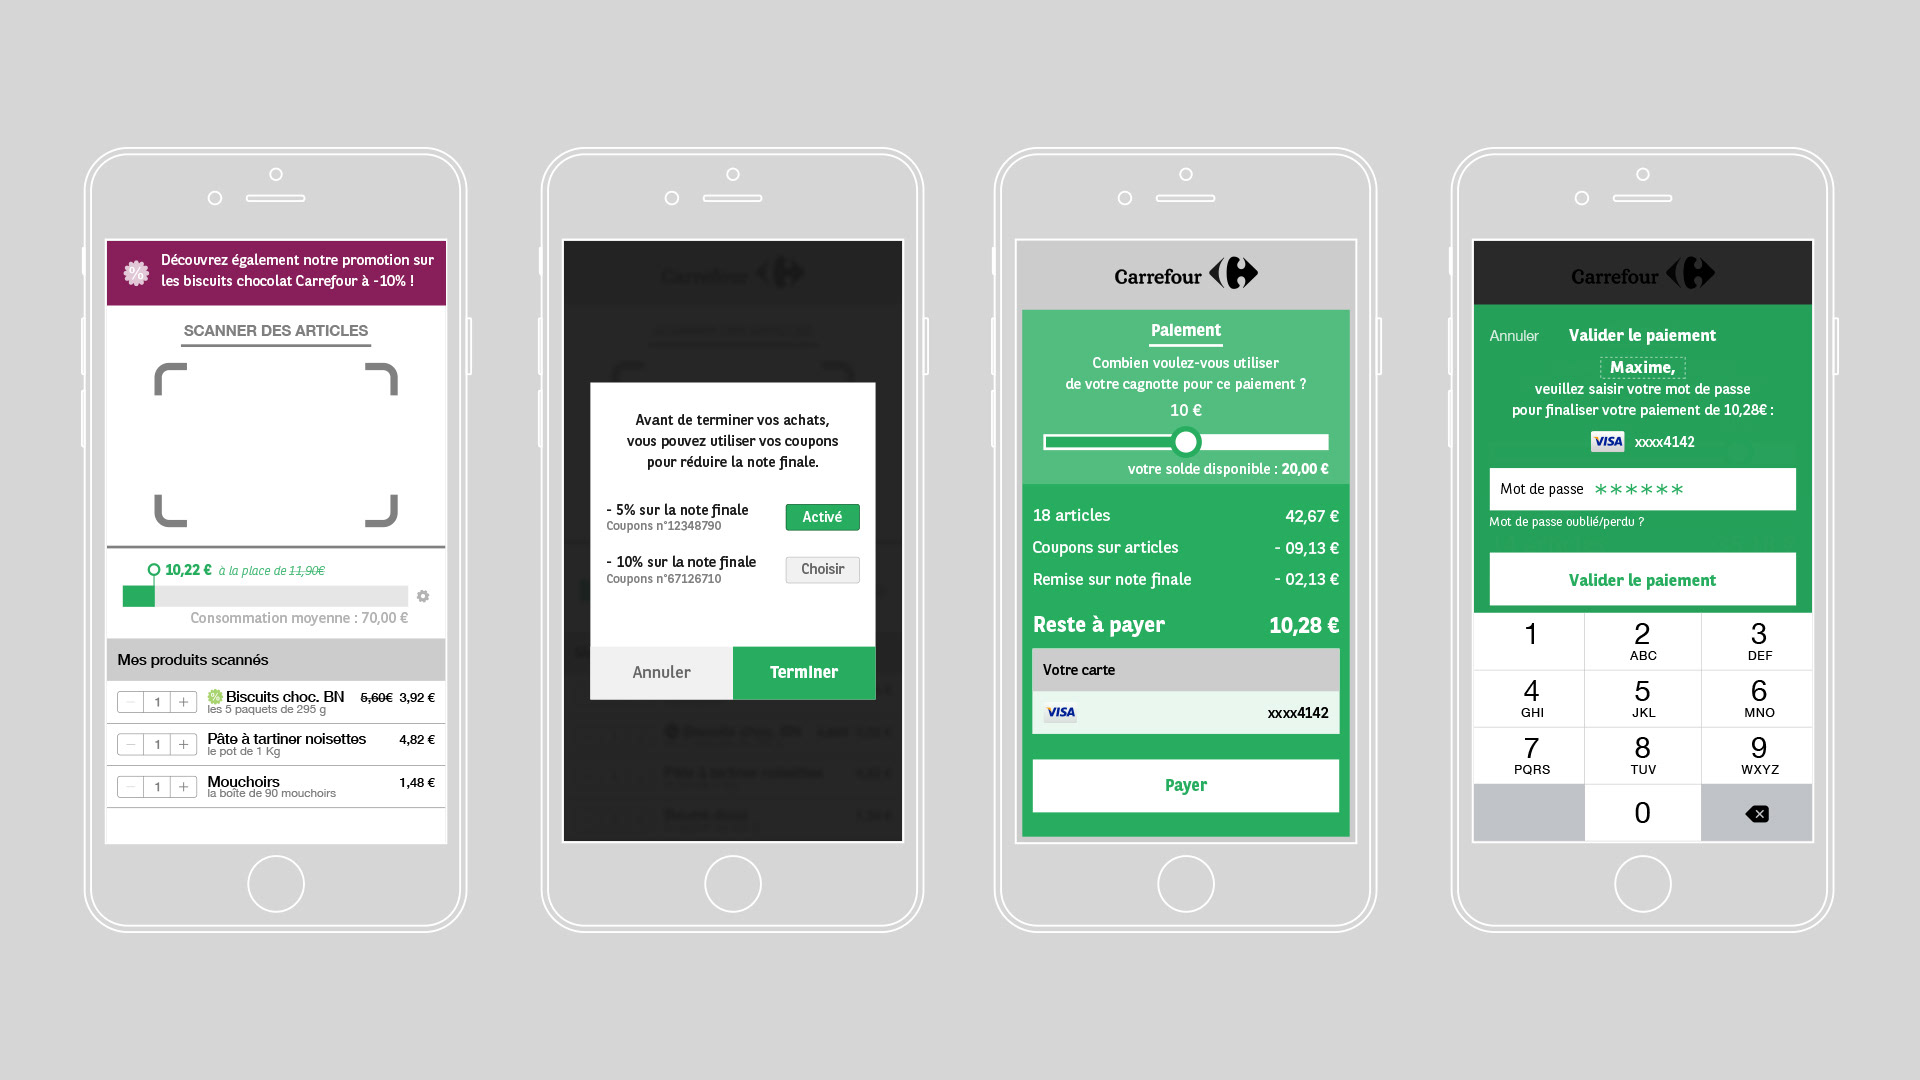 Découvrez également notre promotion sur
les biscuits chocolat Carrefour à -10% !
SCANNER DES ARTICLES
10,22 € à la place de 11,90€
Consommation moyenne : 70,00 €
Mes produits scannés
− 1 + % Biscuits choc. BN 5,60€ 3,92 €
les 5 paquets de 295 g
− 1 + Pâte à tartiner noisettes 4,82 €
le pot de 1 Kg
− 1 + Mouchoirs 1,48 €
la boîte de 90 mouchoirs
Carrefour
Avant de terminer vos achats,
vous pouvez utiliser vos coupons
pour réduire la note finale.
- 5% sur la note finale
Coupons n°12348790
Activé
- 10% sur la note finale
Coupons n°67126710
Choisir
Annuler
Terminer
Biscuits choc. BN
Pâte à tartiner noisettes
Carrefour
Paiement
Combien voulez-vous utiliser
de votre cagnotte pour ce paiement ?
10 €
votre solde disponible : 20,00 €
18 articles 42,67 €
Coupons sur articles - 09,13 €
Remise sur note finale - 02,13 €
Reste à payer 10,28 €
Votre carte
VISA xxxx4142
Payer
Carrefour
Annuler Valider le paiement
Maxime,
veuillez saisir votre mot de passe
pour finaliser votre paiement de 10,28€ :
VISA xxxx4142
Mot de passe ******
Mot de passe oublié/perdu ?
Valider le paiement
1 2 3
ABC DEF
4 5 6
GHI JKL MNO
7 8 9
PQRS TUV WXYZ
0